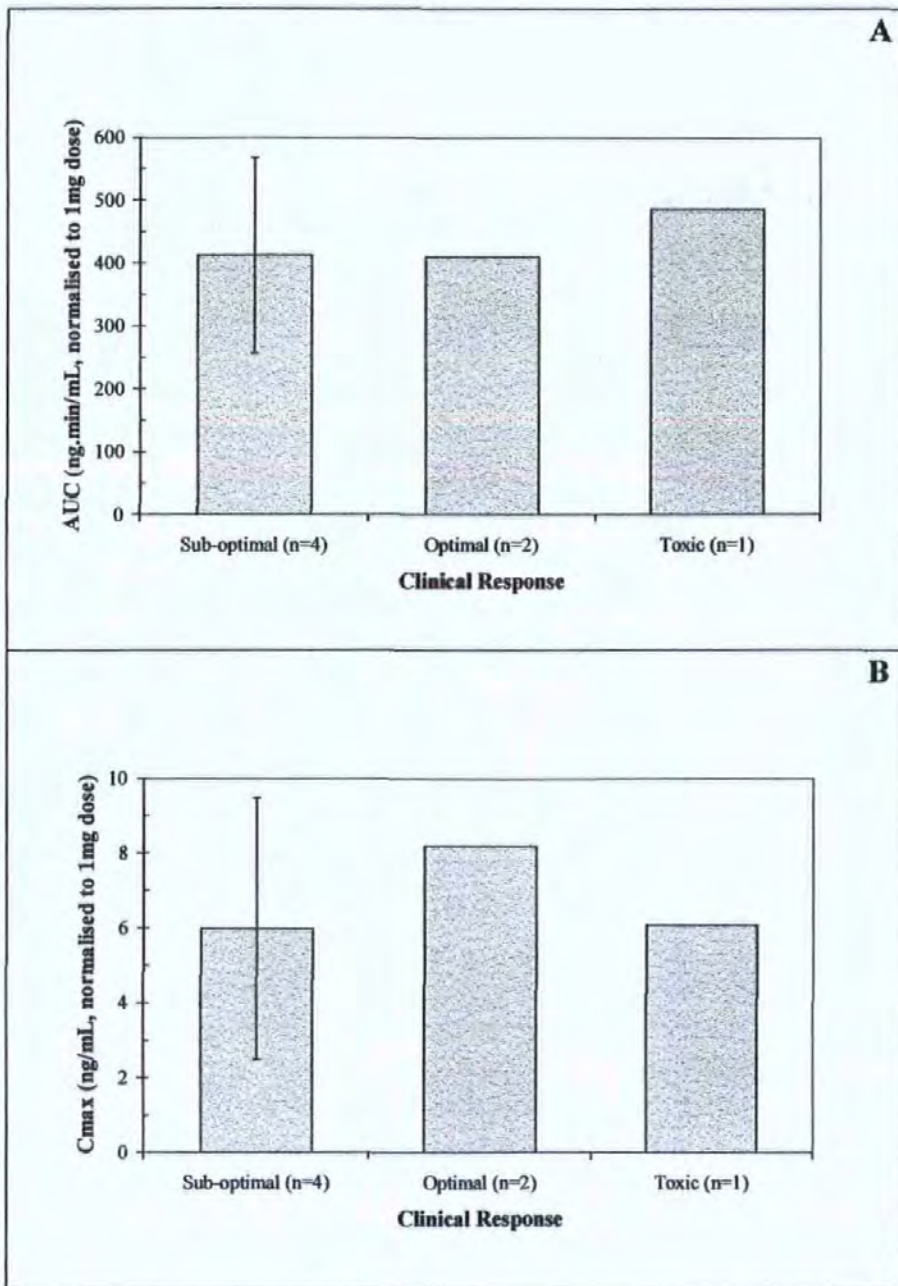 A
600
500
400
300
200
100
0
AUC (ng.min/mL, normalised to 1mg dose)
Sub-optimal (n=4) Optimal (n=2) Toxic (n=1)
Clinical Response
B
10
8
6
4
2
0
Cmax (ng/mL, normalised to 1mg dose)
Sub-optimal (n=4) Optimal (n=2) Toxic (n=1)
Clinical Response